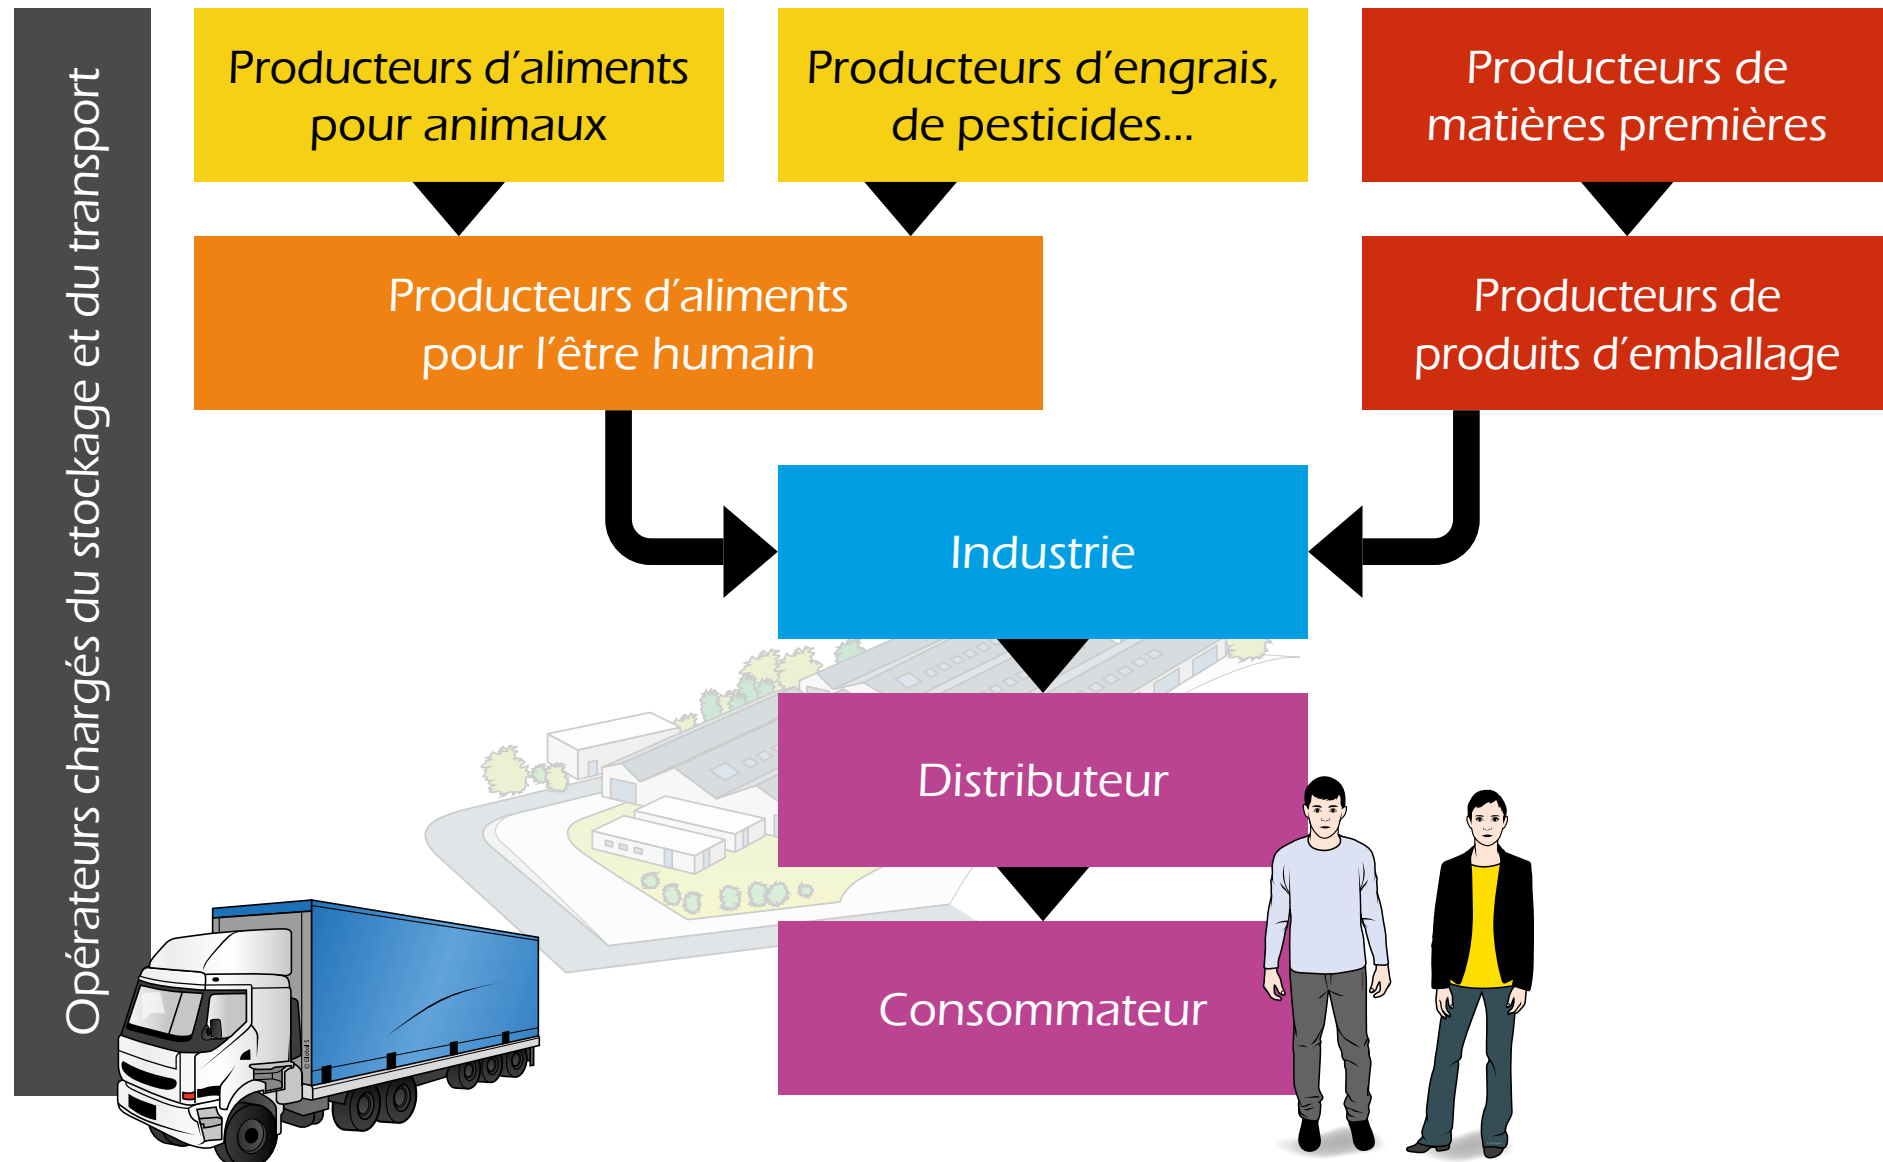 Opérateurs chargés du stockage et du transport
Producteurs d’aliments
pour animaux
Producteurs d’engrais,
de pesticides...
Producteurs de
matières premières
Producteurs d’aliments
pour l’être humain
Producteurs de
produits d’emballage
Industrie
Distributeur
Consommateur
© Global S